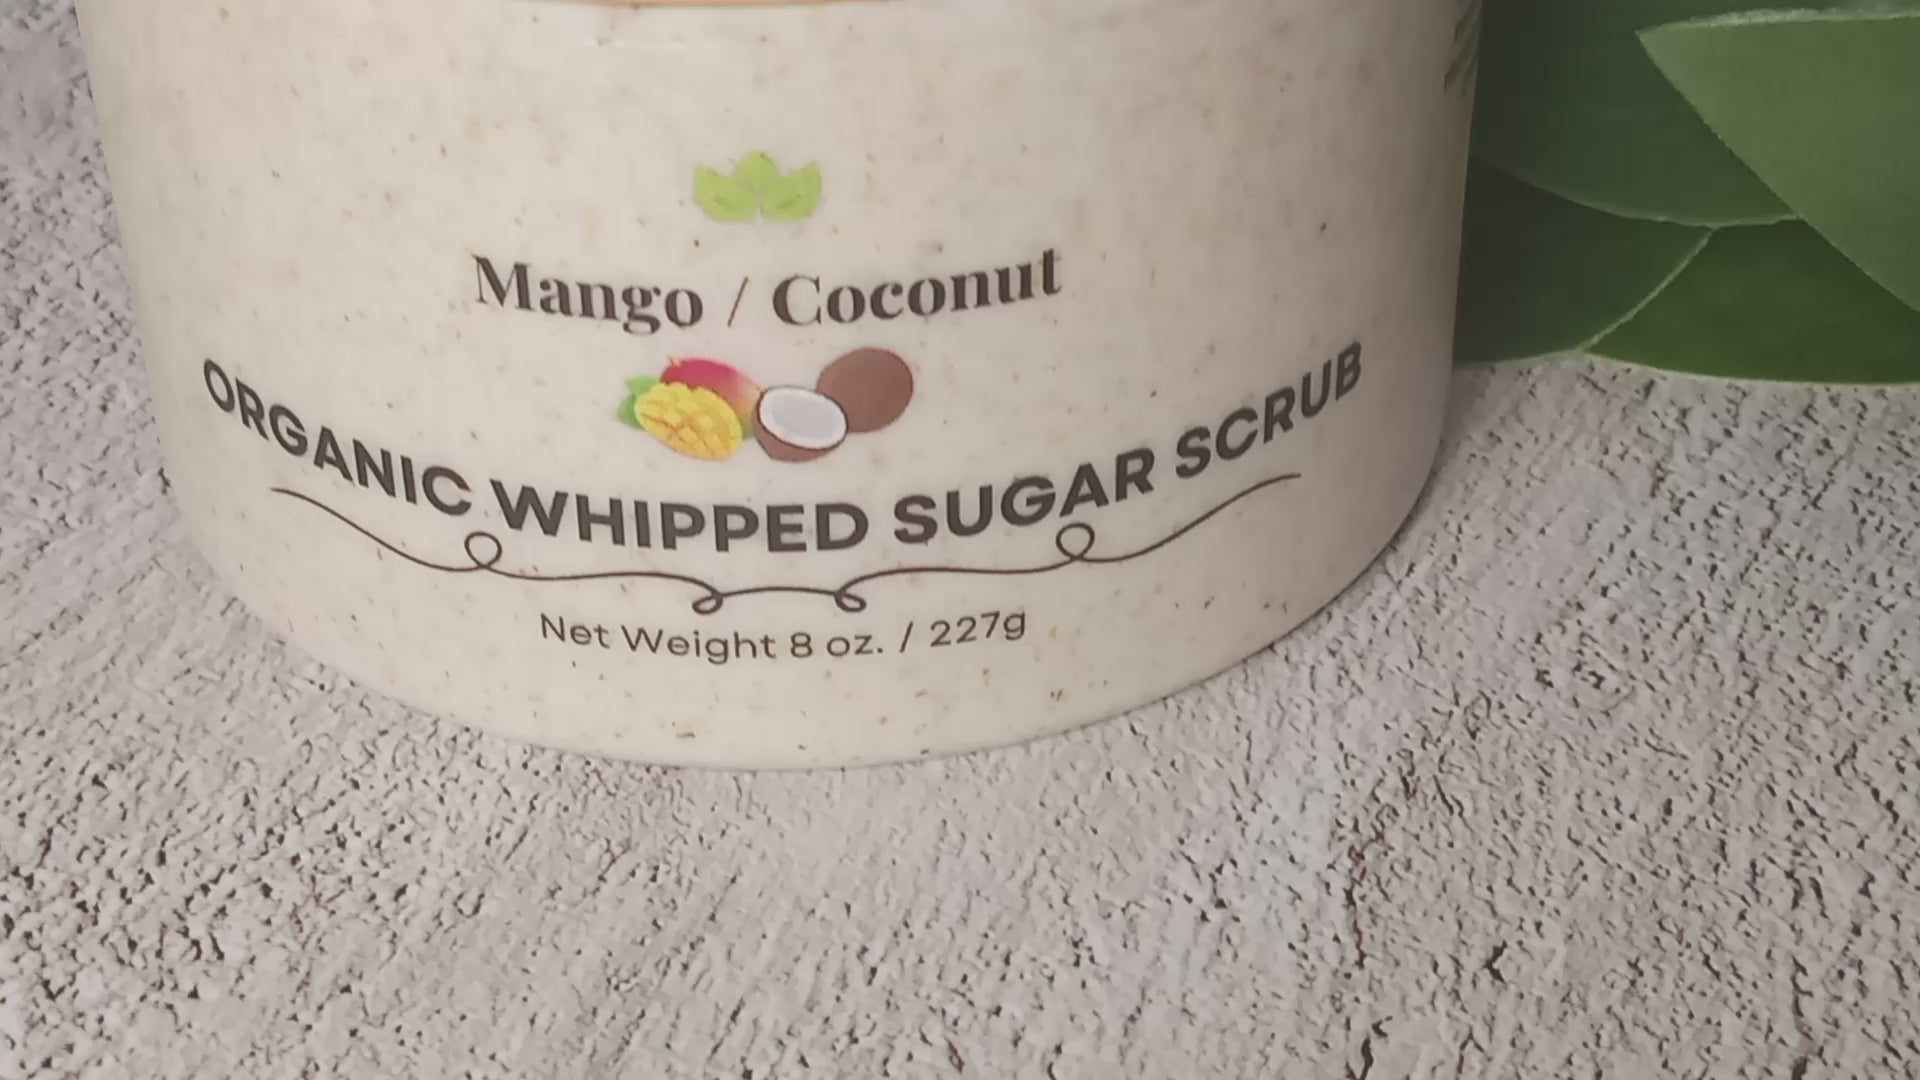 Mango / Coconut
ORGANIC WHIPPED SUGAR SCRUB
Net Weight 8 oz. / 227g